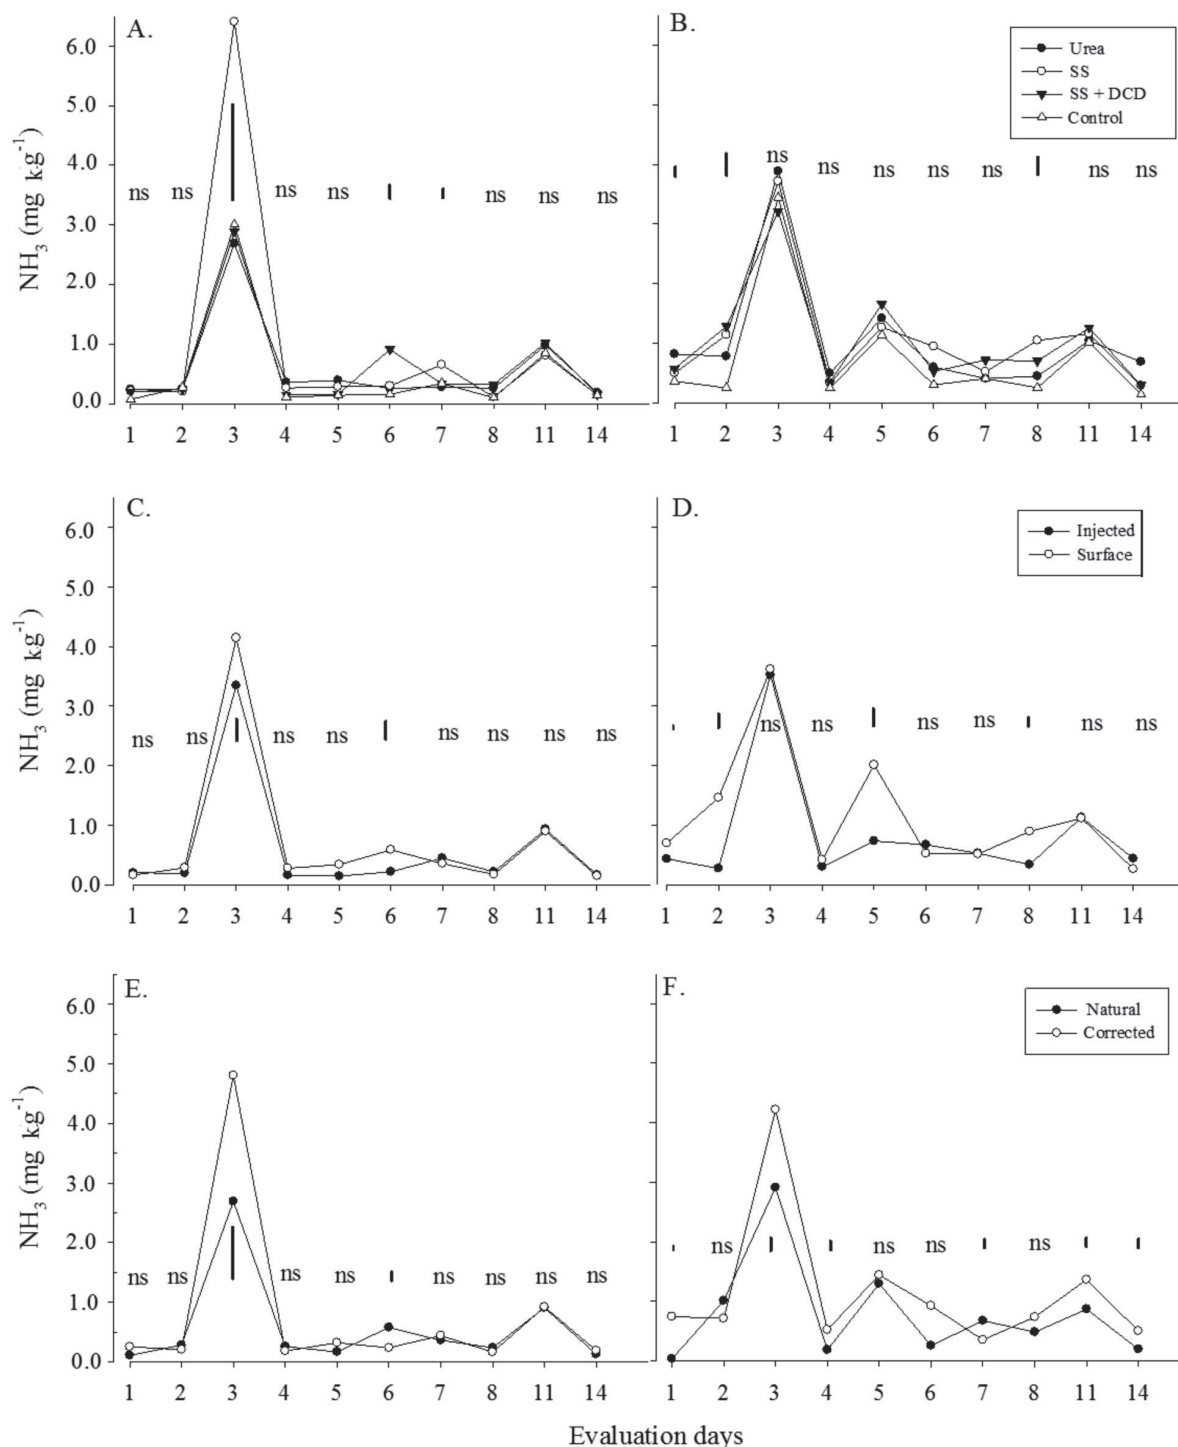 A.
B.
Urea
SS
SS + DCD
Control
NH3 (mg kg-1)
6.0
5.0
4.0
3.0
2.0
1.0
0.0
ns ns ns ns ns ns ns
ns ns ns ns ns ns ns
1 2 3 4 5 6 7 8 11 14
1 2 3 4 5 6 7 8 11 14
C.
D.
Injected
Surface
NH3 (mg kg-1)
6.0
5.0
4.0
3.0
2.0
1.0
0.0
ns ns ns ns ns ns ns ns
ns ns ns ns ns ns
1 2 3 4 5 6 7 8 11 14
1 2 3 4 5 6 7 8 11 14
E.
F.
Natural
Corrected
NH3 (mg kg-1)
6.0
5.0
4.0
3.0
2.0
1.0
0.0
ns ns ns ns ns ns ns ns
ns ns ns ns
1 2 3 4 5 6 7 8 11 14
1 2 3 4 5 6 7 8 11 14
Evaluation days